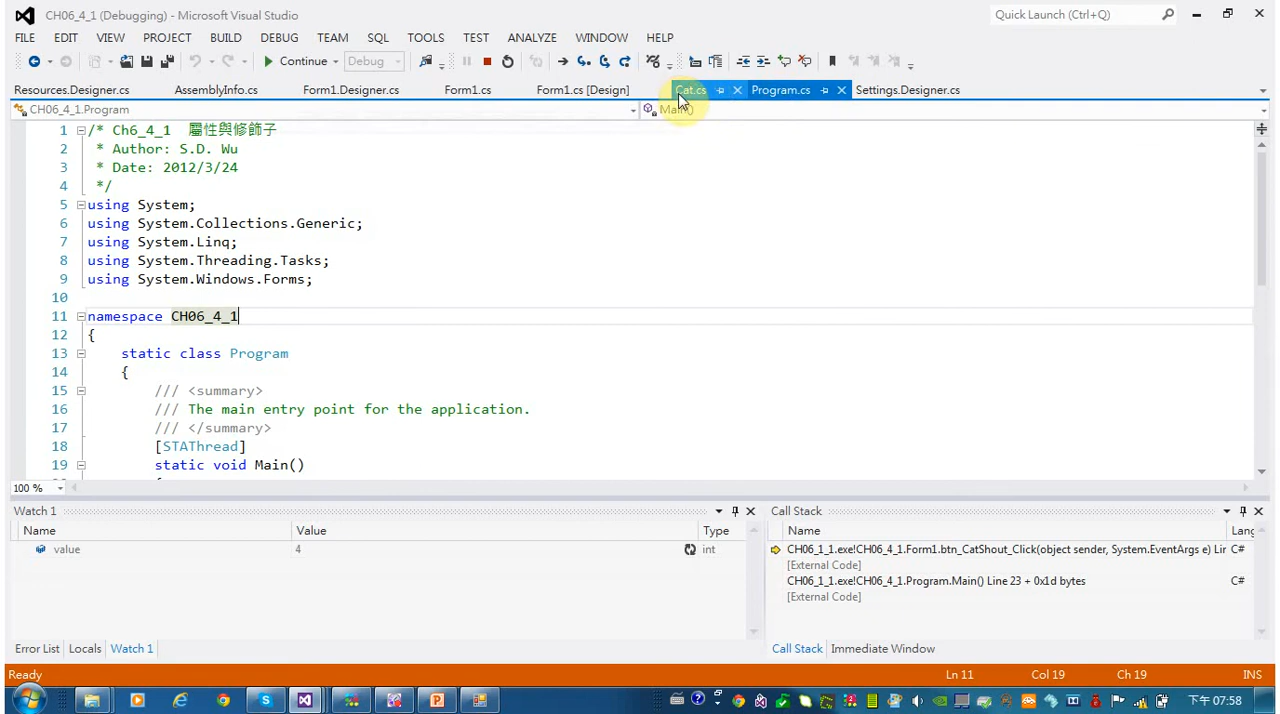 CH06_4_1 (Debugging) - Microsoft Visual Studio
Quick Launch (Ctrl+Q)
FILE EDIT VIEW PROJECT BUILD DEBUG TEAM SQL TOOLS TEST ANALYZE WINDOW HELP
Continue Debug
Resources.Designer.cs AssemblyInfo.cs Form1.Designer.cs Form1.cs Form1.cs [Design] Cat.cs Program.cs Settings.Designer.cs
CH06_4_1.Program Main()
1 /* Ch6_4_1 屬性與修飾子
2 * Author: S.D. Wu
3 * Date: 2012/3/24
4 */
5 using System;
6 using System.Collections.Generic;
7 using System.Linq;
8 using System.Threading.Tasks;
9 using System.Windows.Forms;
10
11 namespace CH06_4_1
12 {
13 static class Program
14 {
15 /// <summary>
16 /// The main entry point for the application.
17 /// </summary>
18 [STAThread]
19 static void Main()
100 %
Watch 1
Name Value Type
value 4 int
Call Stack
Name Lang
CH06_1_1.exe!CH06_4_1.Form1.btn_CatShout_Click(object sender, System.EventArgs e) Lin C#
[External Code]
CH06_1_1.exe!CH06_4_1.Program.Main() Line 23 + 0x1d bytes C#
[External Code]
Error List Locals Watch 1
Call Stack Immediate Window
Ready Ln 11 Col 19 Ch 19 INS
下午 07:58